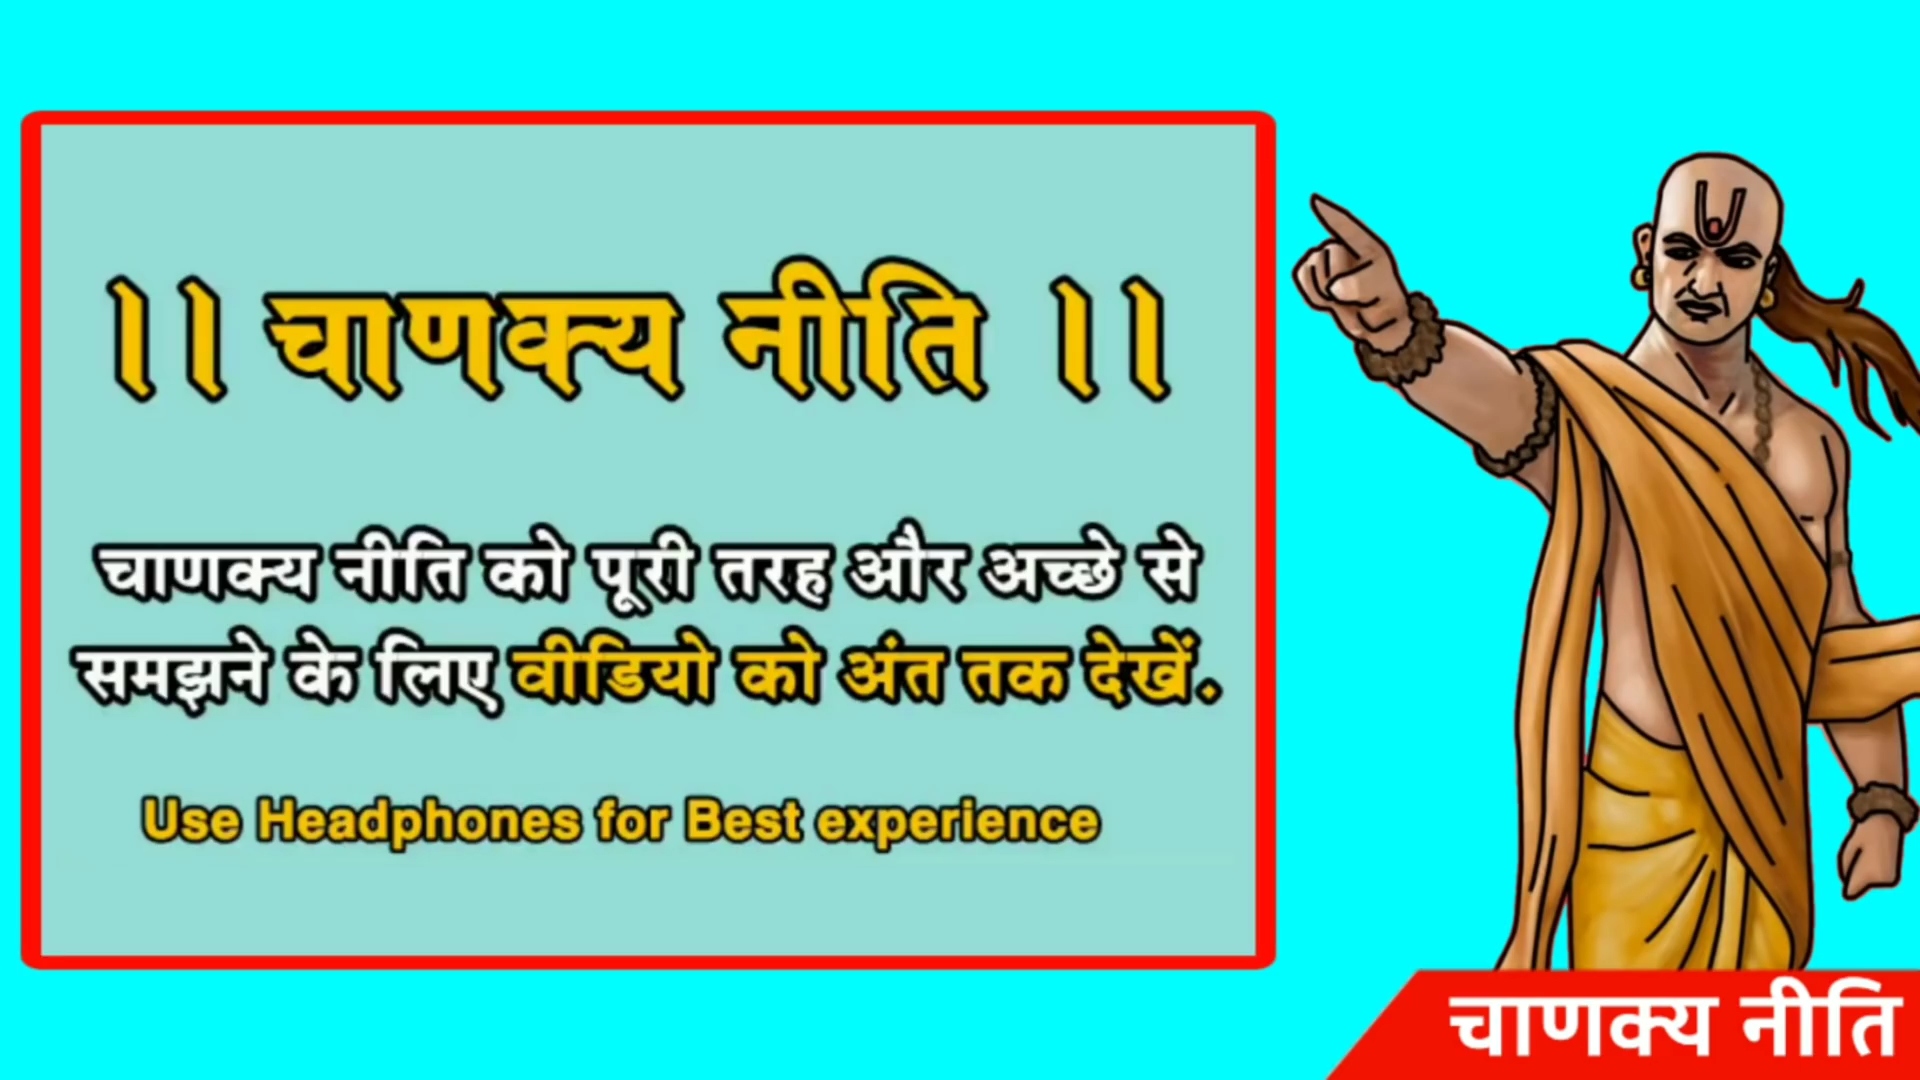 ।। चाणक्य नीति ।।
चाणक्य नीति को पूरी तरह और अच्छे से
समझने के लिए वीडियो को अंत तक देखें.
Use Headphones for Best experience
चाणक्य नीति